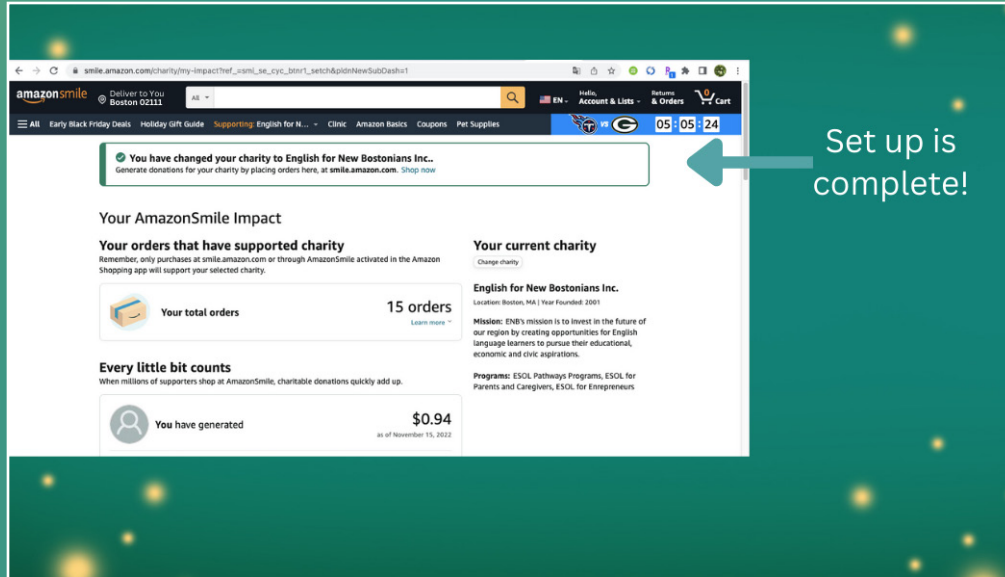 smile.amazon.com/charity/my-impact?ref_=smi_se_cyc_btnr1_setch&pldnNewSubDash=1
amazonsmile
Deliver to You
Boston 02111
All
EN
Hello,
Account & Lists
Returns
& Orders
0
Cart
All Early Black Friday Deals Holiday Gift Guide Supporting: English for N... Clinic Amazon Basics Coupons Pet Supplies
VS
05 : 05 : 24
You have changed your charity to English for New Bostonians Inc..
Generate donations for your charity by placing orders here, at smile.amazon.com. Shop now
Set up is
complete!
Your AmazonSmile Impact
Your orders that have supported charity
Remember, only purchases at smile.amazon.com or through AmazonSmile activated in the Amazon
Shopping app will support your selected charity.
Your total orders
15 orders
Learn more
Every little bit counts
When millions of supporters shop at AmazonSmile, charitable donations quickly add up.
You have generated
$0.94
as of November 15, 2022
Your current charity
Change charity
English for New Bostonians Inc.
Location: Boston, MA | Year Founded: 2001
Mission: ENB's mission is to invest in the future of
our region by creating opportunities for English
language learners to pursue their educational,
economic and civic aspirations.
Programs: ESOL Pathways Programs, ESOL for
Parents and Caregivers, ESOL for Enrepreneurs